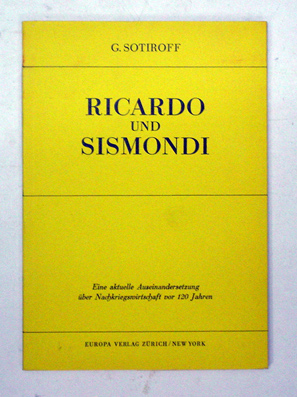 G. SOTIROFF
RICARDO
UND
SISMONDI
Eine aktuelle Auseinandersetzung
über Nachkriegswirtschaft vor 120 Jahren
EUROPA VERLAG ZÜRICH/NEW YORK